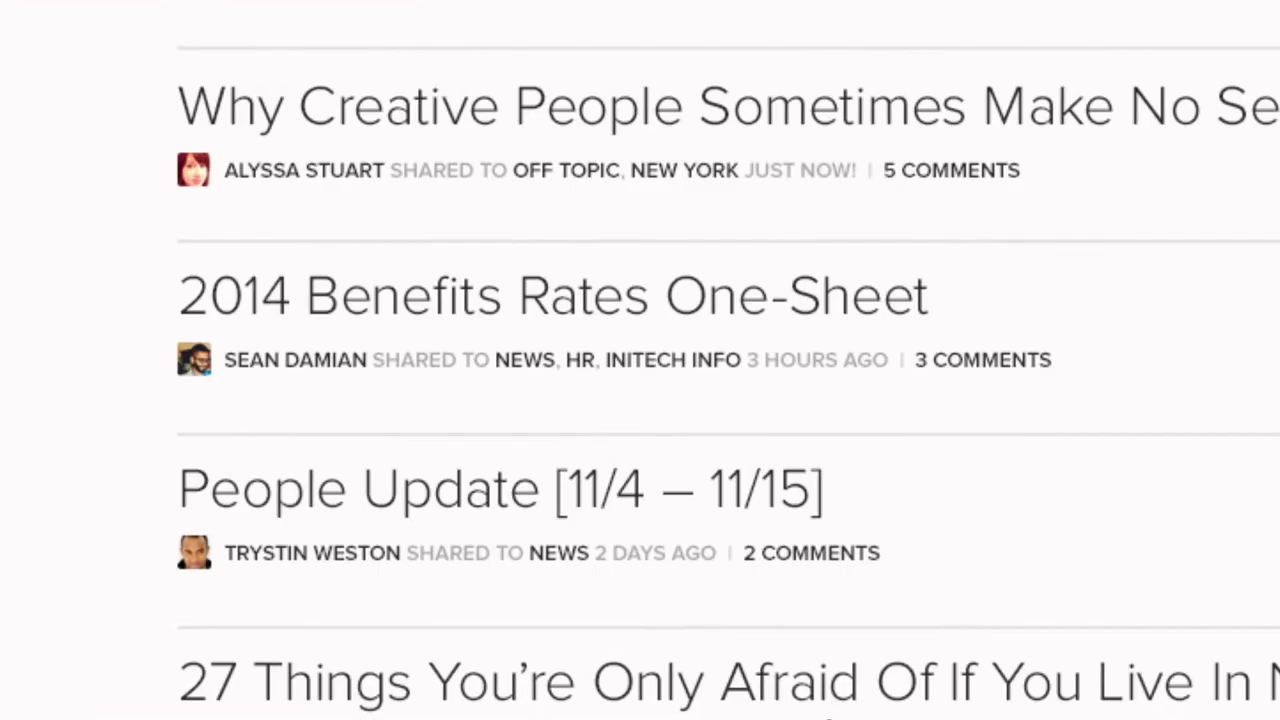 Why Creative People Sometimes Make No
ALYSSA STUART SHARED TO OFF TOPIC, NEW YORK JUST NOW! | 5 COMMENTS
2014 Benefits Rates One-Sheet
SEAN DAMIAN SHARED TO NEWS, HR, INITECH INFO 3 HOURS AGO | 3 COMMENTS
People Update [11/4 – 11/15]
TRYSTIN WESTON SHARED TO NEWS 2 DAYS AGO | 2 COMMENTS
27 Things You’re Only Afraid Of If You Live In